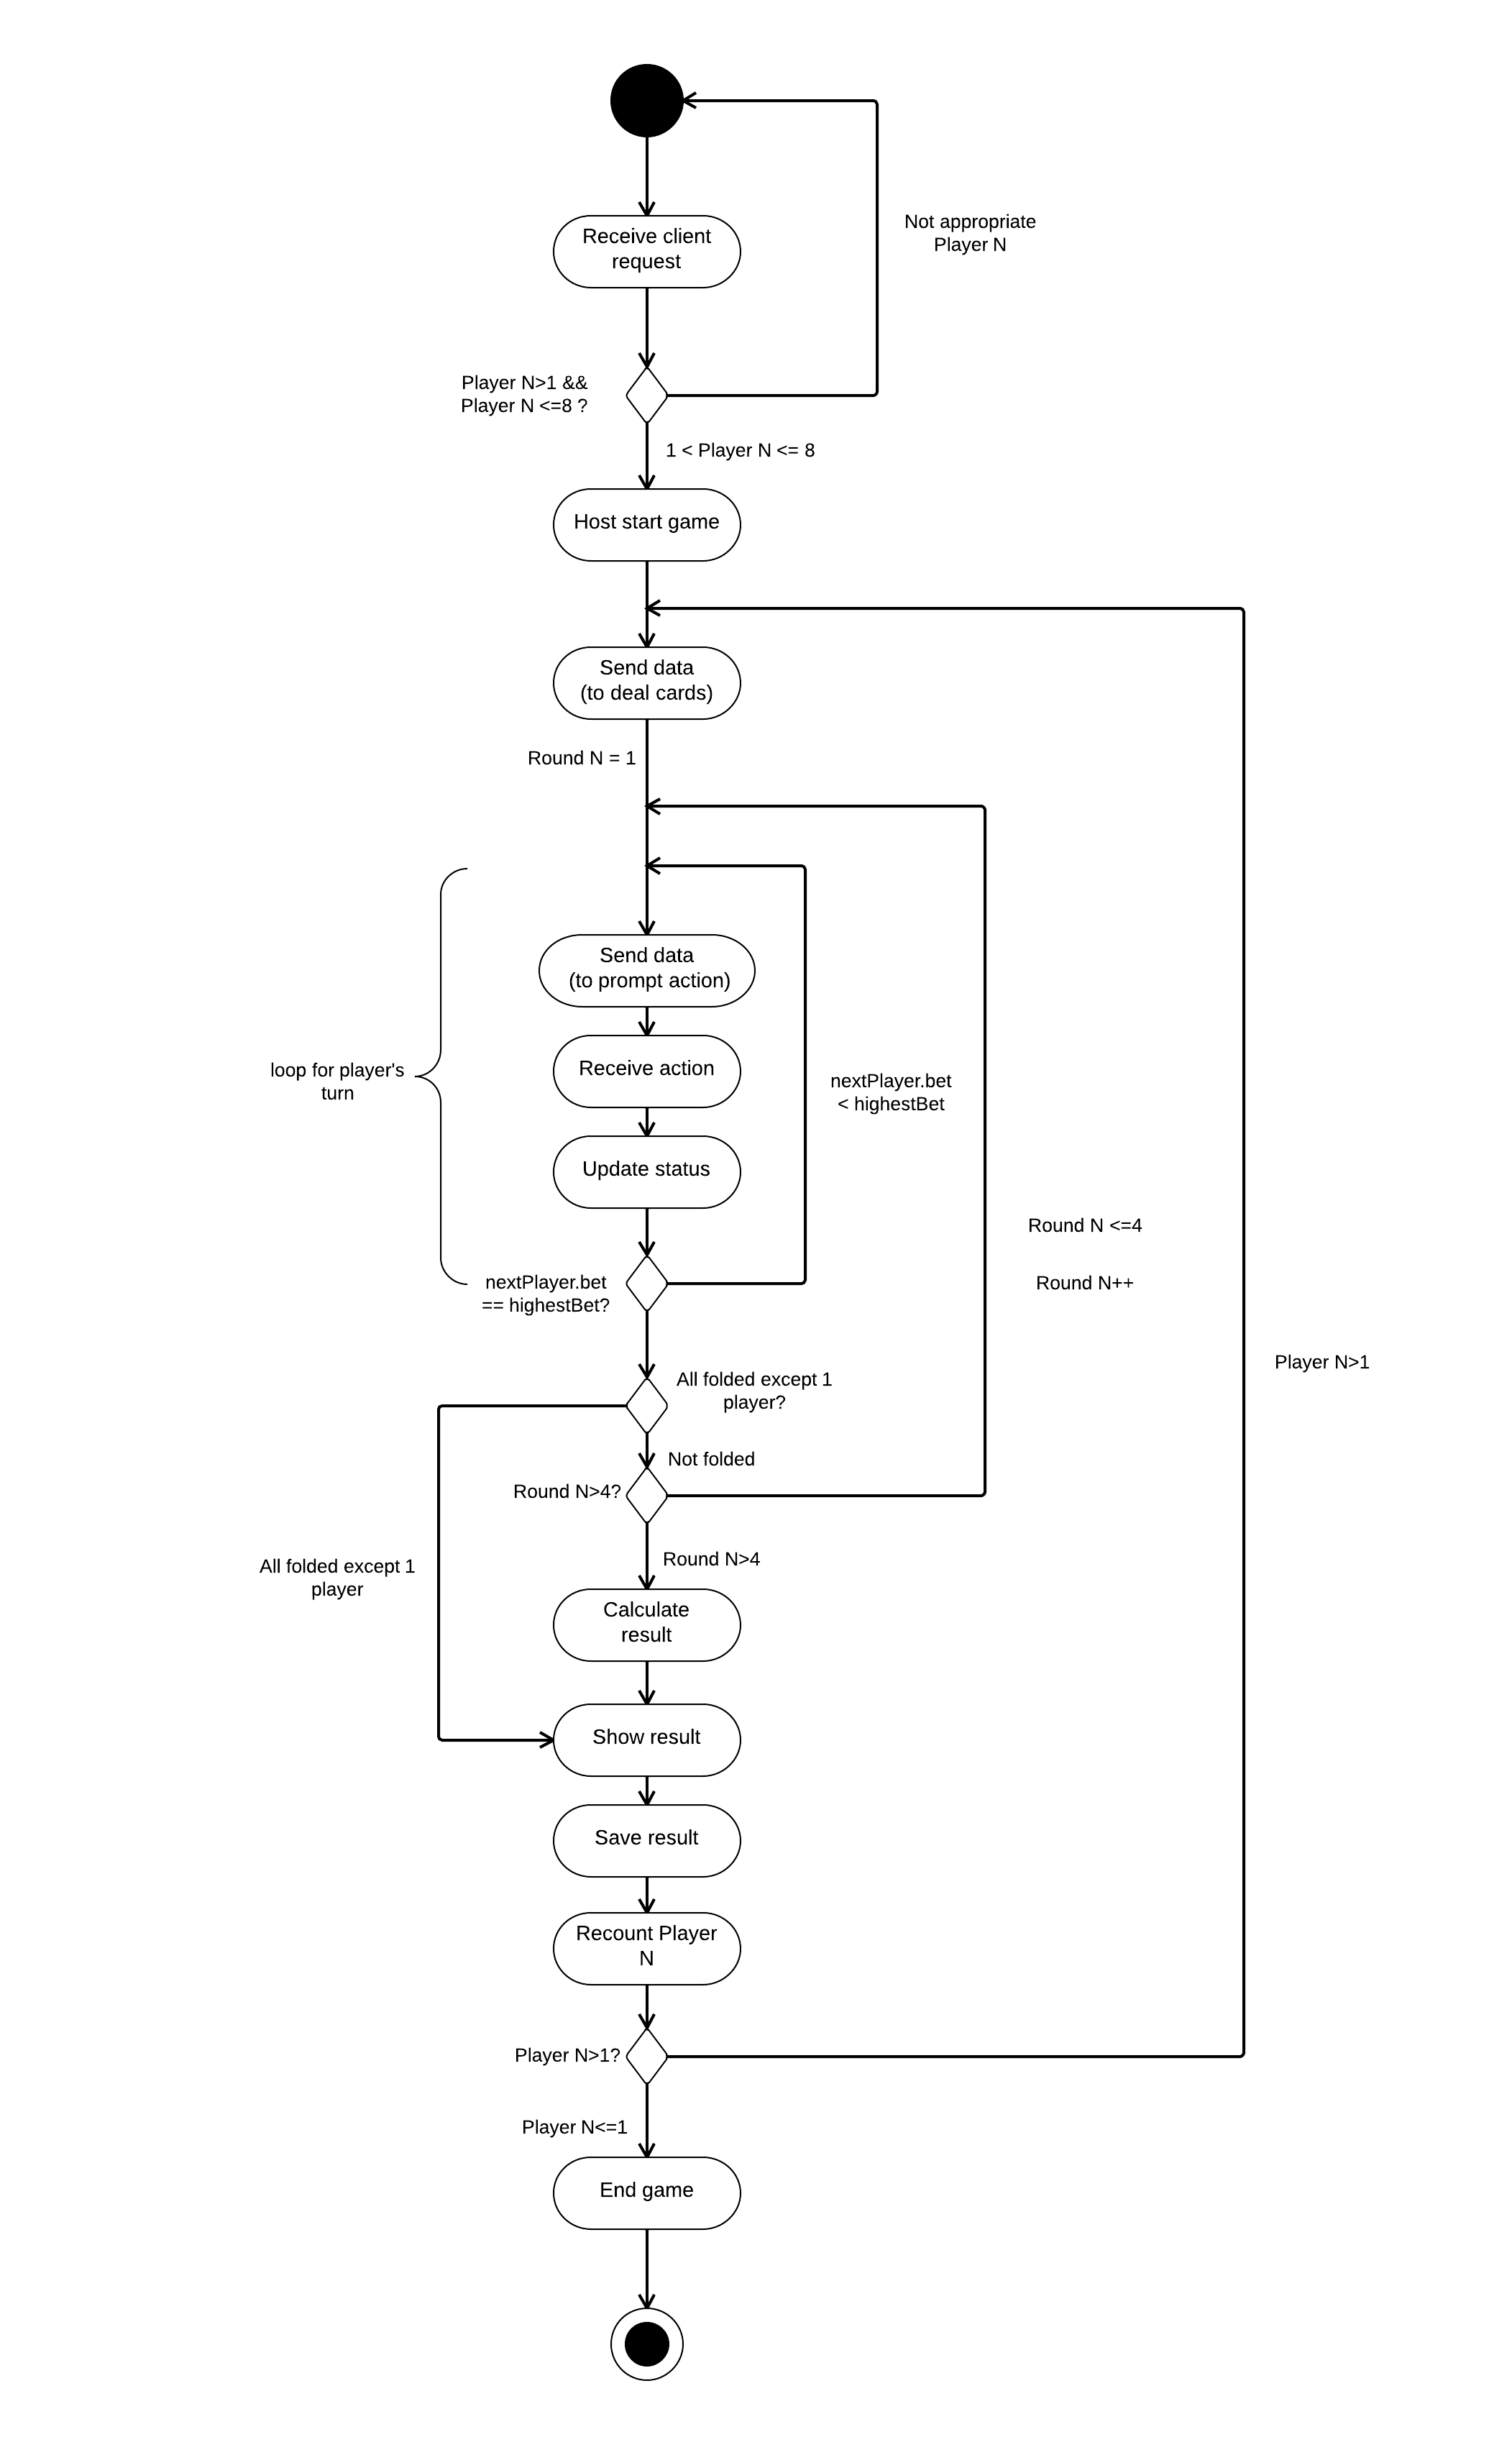 Not appropriate
Player N
Receive client
request
Player N>1 &&
Player N <=8 ?
1 < Player N <= 8
Host start game
Send data
(to deal cards)
Round N = 1
Send data
(to prompt action)
loop for player's
turn
Receive action
nextPlayer.bet
< highestBet
Update status
Round N <=4
Round N++
nextPlayer.bet
== highestBet?
Player N>1
All folded except 1
player?
Not folded
Round N>4?
Round N>4
All folded except 1
player
Calculate
result
Show result
Save result
Recount Player
N
Player N>1?
Player N<=1
End game